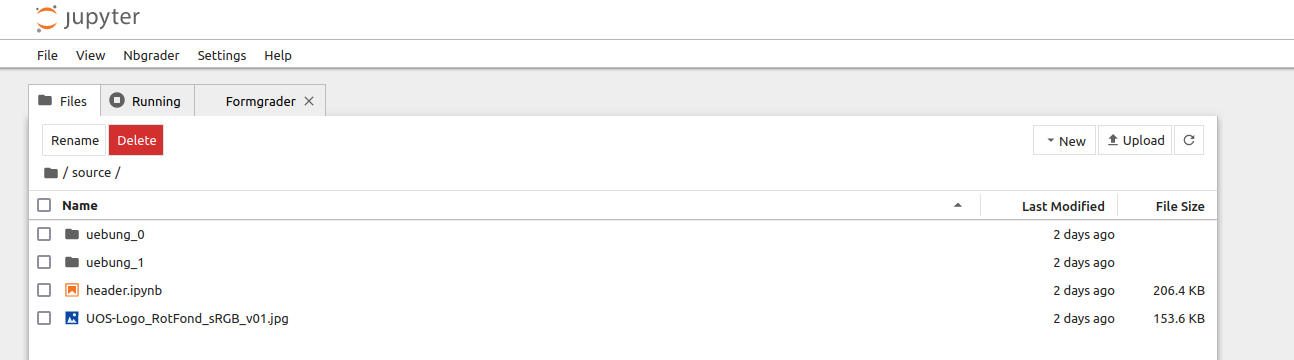 jupyter
File View Nbgrader Settings Help
Files Running Formgrader
Rename Delete New Upload
/ source /
Name Last Modified File Size
uebung_0 2 days ago
uebung_1 2 days ago
header.ipynb 2 days ago 206.4 KB
UOS-Logo_RotFond_sRGB_v01.jpg 2 days ago 153.6 KB